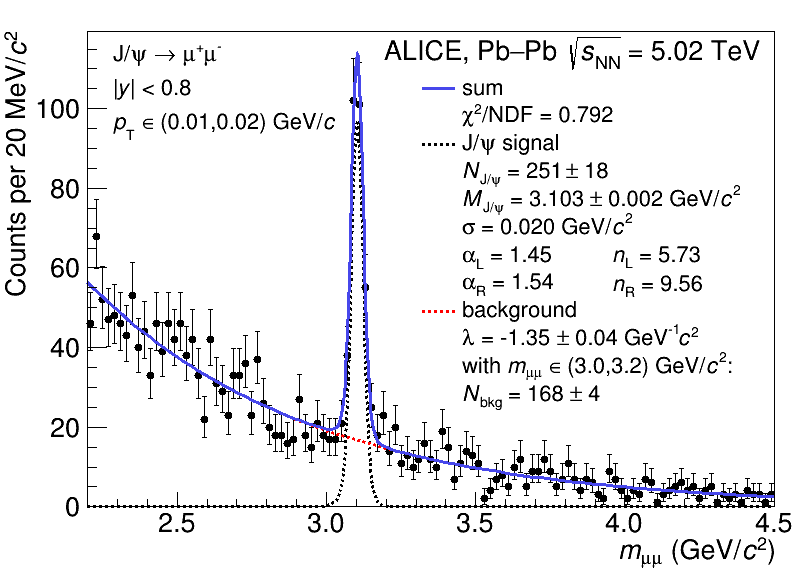 J/ψ → μ⁺μ⁻
|y| < 0.8
p_T ∈ (0.01,0.02) GeV/c
ALICE, Pb–Pb √s_NN = 5.02 TeV
sum
χ²/NDF = 0.792
J/ψ signal
N_J/ψ = 251 ± 18
M_J/ψ = 3.103 ± 0.002 GeV/c²
σ = 0.020 GeV/c²
α_L = 1.45 n_L = 5.73
α_R = 1.54 n_R = 9.56
background
λ = -1.35 ± 0.04 GeV⁻¹c²
with m_μμ ∈ (3.0,3.2) GeV/c²:
N_bkg = 168 ± 4
Counts per 20 MeV/c²
100
80
60
40
20
0
2.5 3.0 3.5 4.0 4.5
m_μμ (GeV/c²)